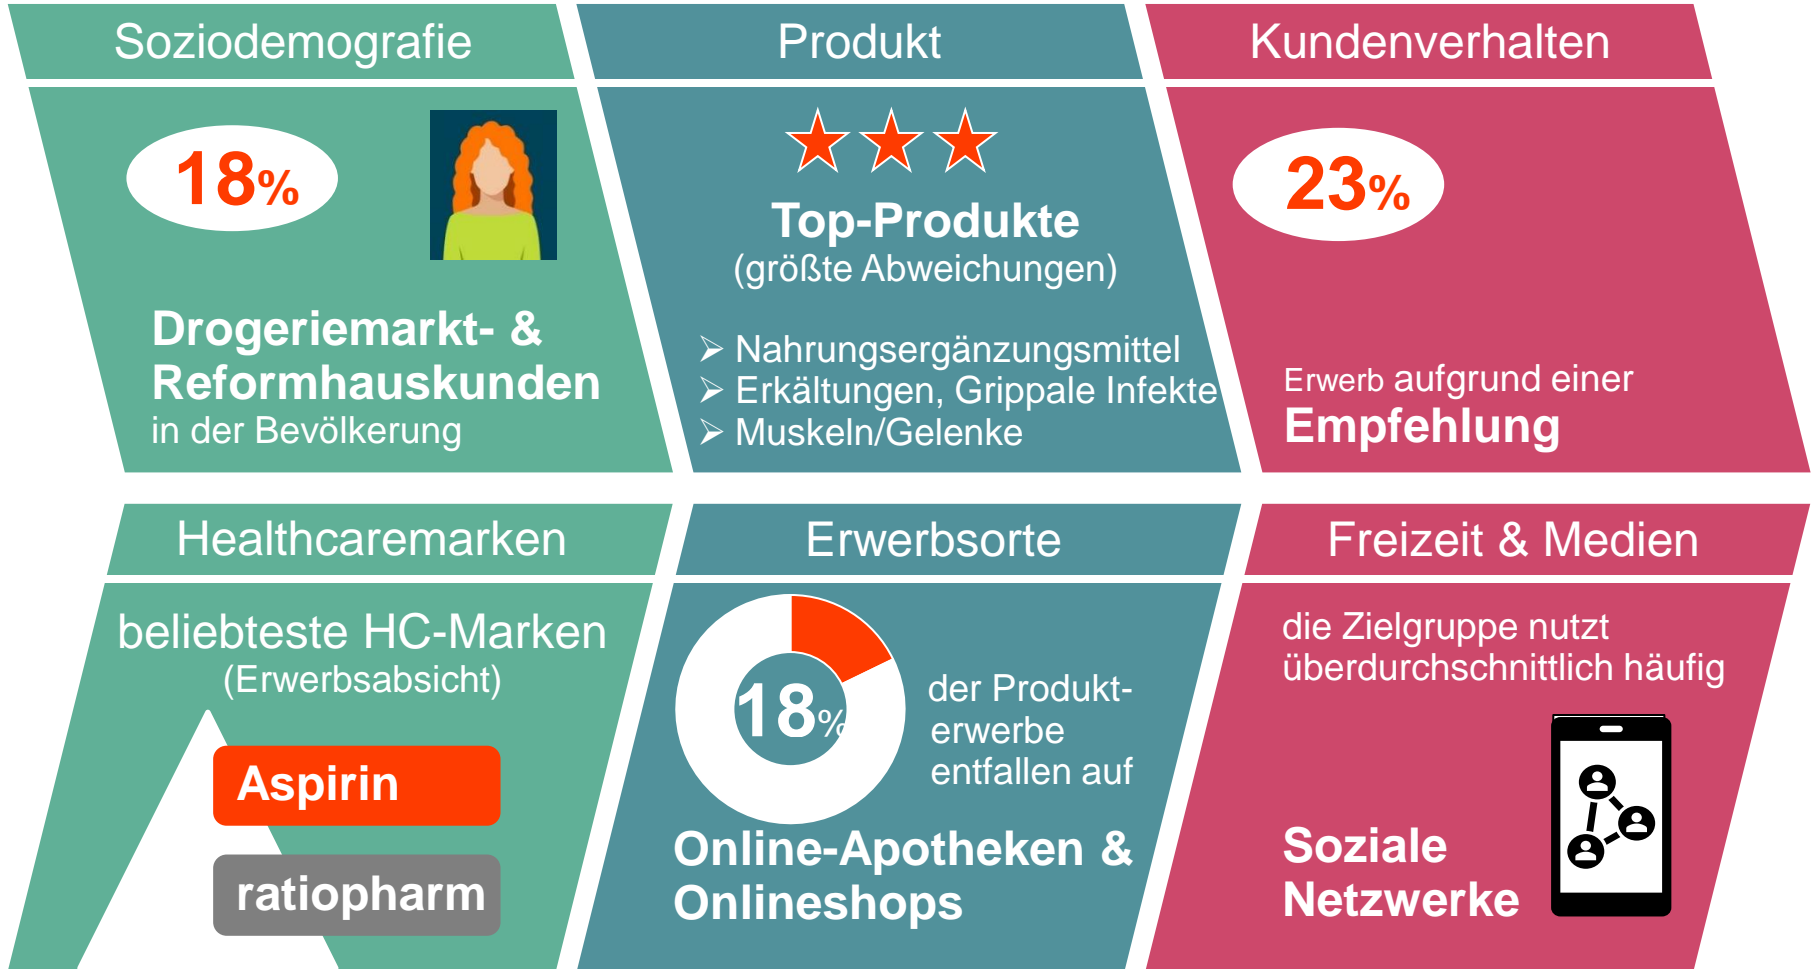 Soziodemografie
18%
Drogeriemarkt- &
Reformhauskunden
in der Bevölkerung
Produkt
Top-Produkte
(größte Abweichungen)
➢ Nahrungsergänzungsmittel
➢ Erkältungen, Grippale Infekte
➢ Muskeln/Gelenke
Kundenverhalten
23%
Erwerb aufgrund einer
Empfehlung
Healthcaremarken
beliebteste HC-Marken
(Erwerbsabsicht)
Aspirin
ratiopharm
Erwerbsorte
18%
der Produkt-
erwerbe
entfallen auf
Online-Apotheken &
Onlineshops
Freizeit & Medien
die Zielgruppe nutzt
überdurchschnittlich häufig
Soziale
Netzwerke